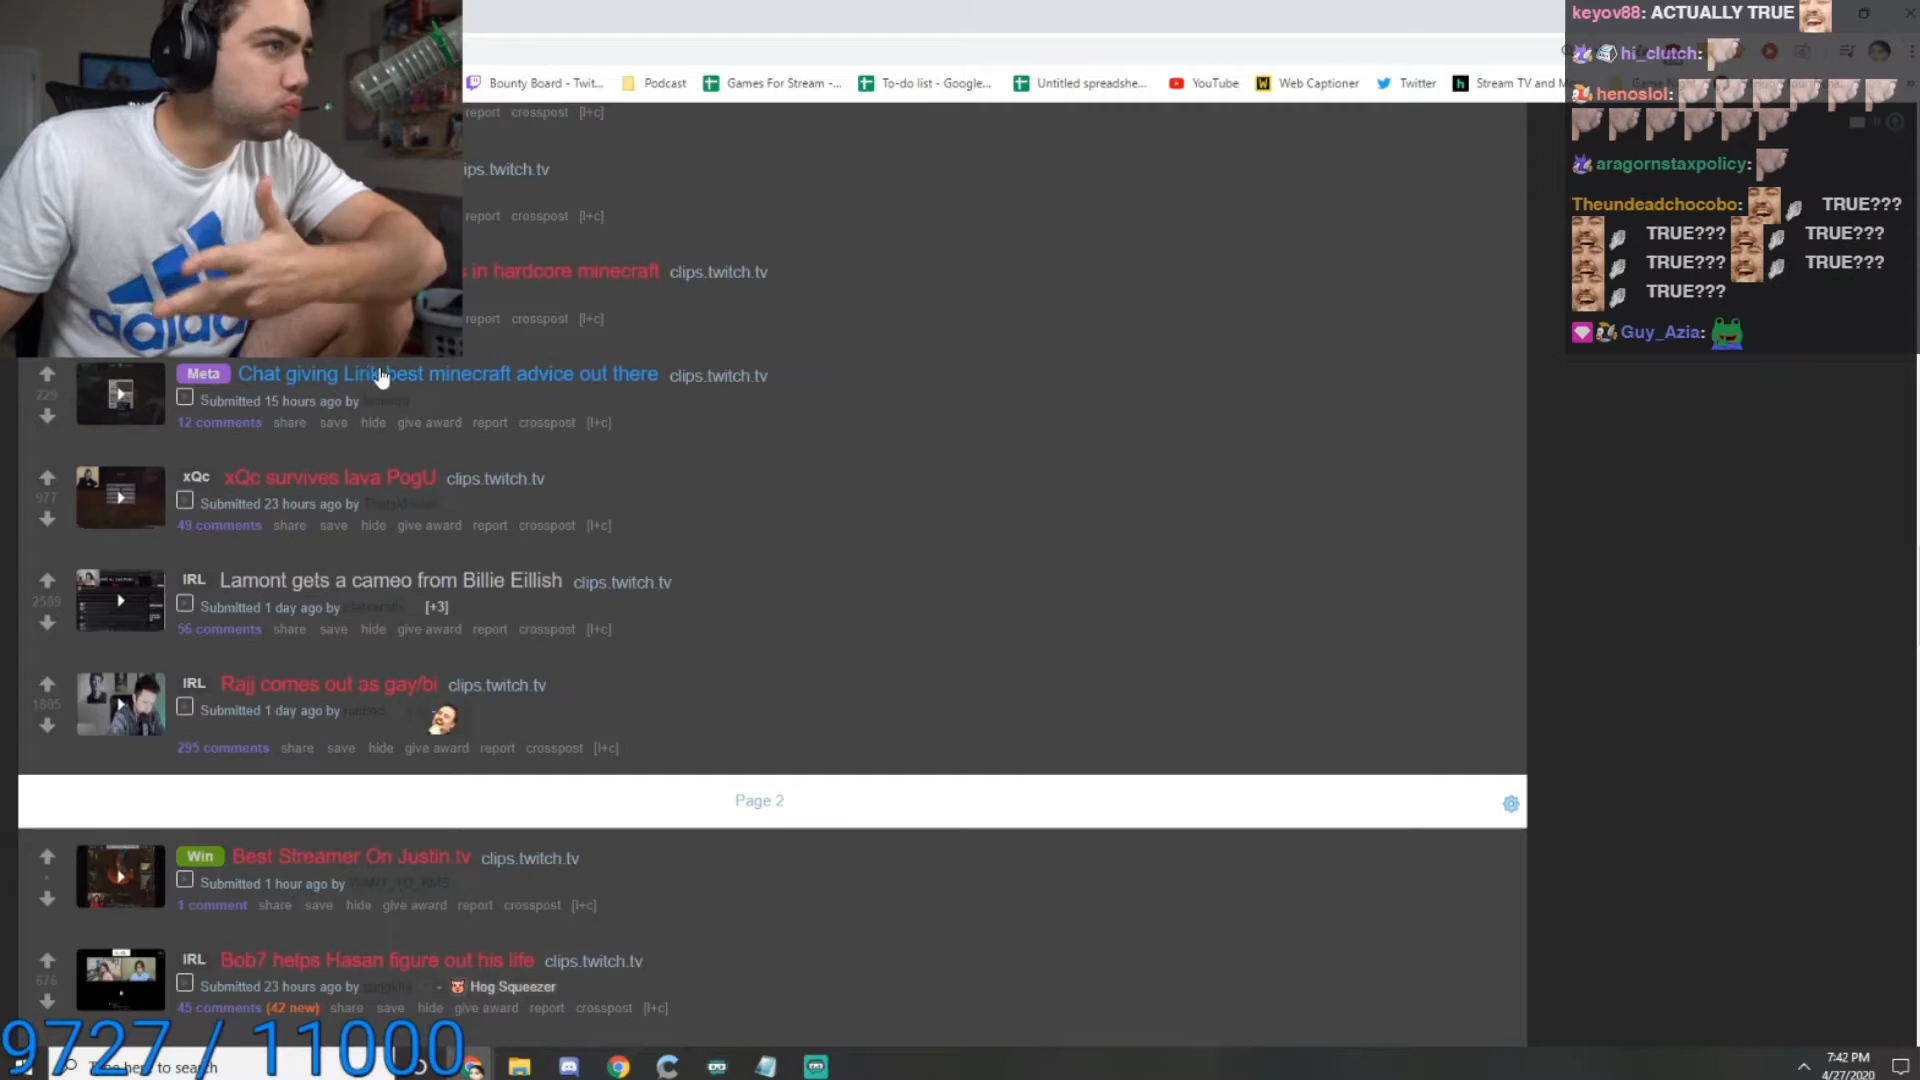 Bounty Board - Twit...
Podcast
Games For Stream -...
To-do list - Google...
Untitled spreadshe...
YouTube
Web Captioner
Twitter
Stream TV and M
report crosspost [l+c]
ips.twitch.tv
report crosspost [l+c]
s in hardcore minecraft clips.twitch.tv
report crosspost [l+c]
adidas
229
Meta Chat giving Lirik best minecraft advice out there clips.twitch.tv
Submitted 15 hours ago by
12 comments share save hide give award report crosspost [l+c]
977
xQc xQc survives lava PogU clips.twitch.tv
Submitted 23 hours ago by
49 comments share save hide give award report crosspost [l+c]
2589
IRL Lamont gets a cameo from Billie Eillish clips.twitch.tv
Submitted 1 day ago by [+3]
56 comments share save hide give award report crosspost [l+c]
1805
IRL Rajj comes out as gay/bi clips.twitch.tv
Submitted 1 day ago by
295 comments share save hide give award report crosspost [l+c]
Page 2
Win Best Streamer On Justin.tv clips.twitch.tv
Submitted 1 hour ago by
1 comment share save hide give award report crosspost [l+c]
676
IRL Bob7 helps Hasan figure out his life clips.twitch.tv
Submitted 23 hours ago by - Hog Squeezer
45 comments (42 new) share save hide give award report crosspost [l+c]
9727 / 11000
here to search
7:42 PM
4/27/2020
keyov88: ACTUALLY TRUE
hi_clutch:
henoslol:
aragornstaxpolicy:
Theundeadchocobo: TRUE???
TRUE??? TRUE???
TRUE??? TRUE???
TRUE???
Guy_Azia: